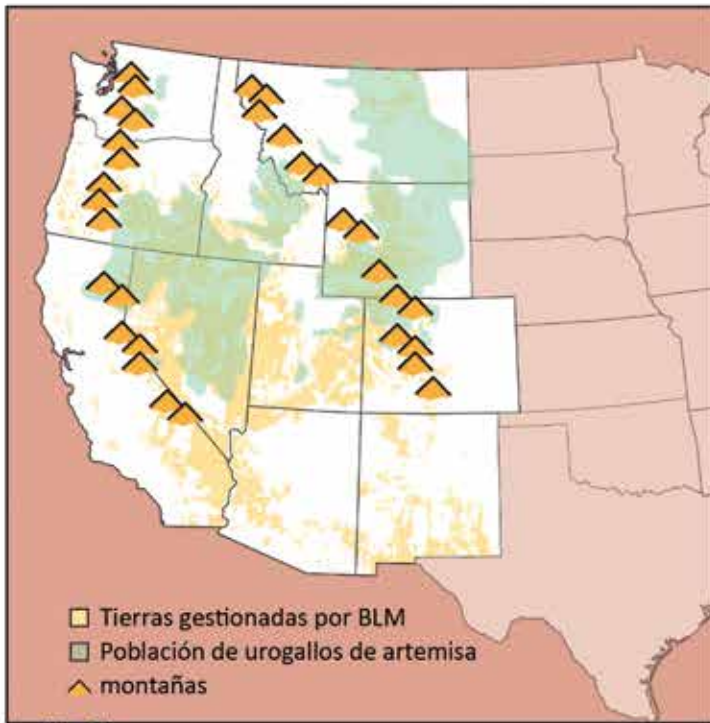 Tierras gestionadas por BLM
Población de urogallos de artemisa
montañas